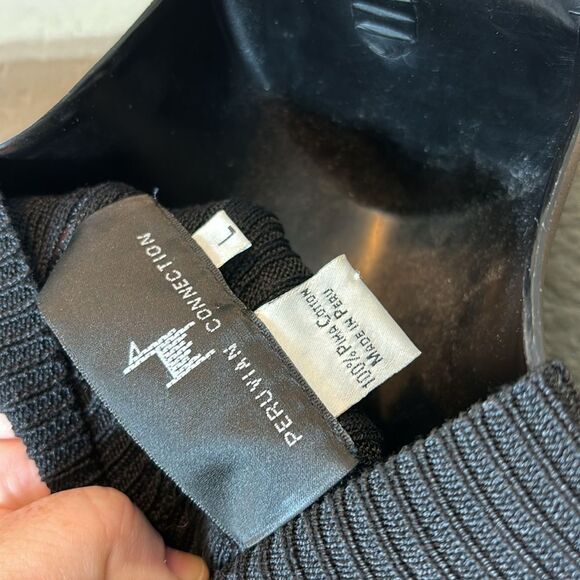 PERUVIAN CONNECTION
L
100% PIMA COTTON
MADE IN PERU